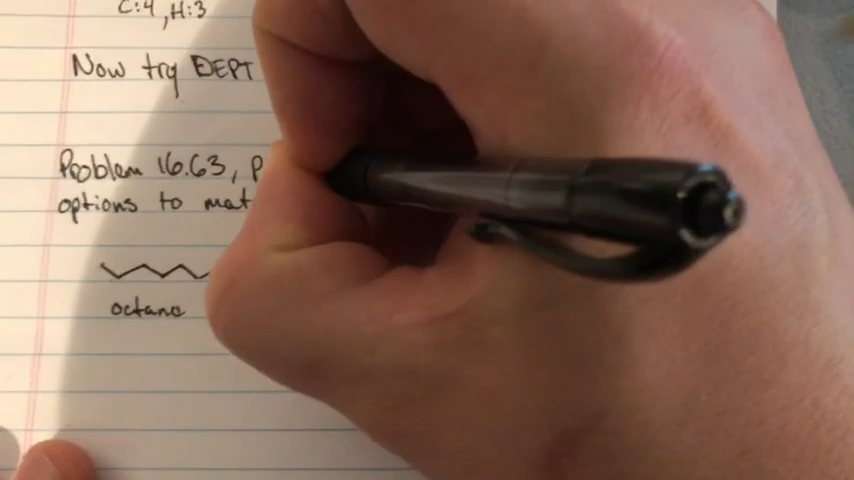 C:4, H:3
Now try DEPT
Problem 16.63, P
options to mat
octane